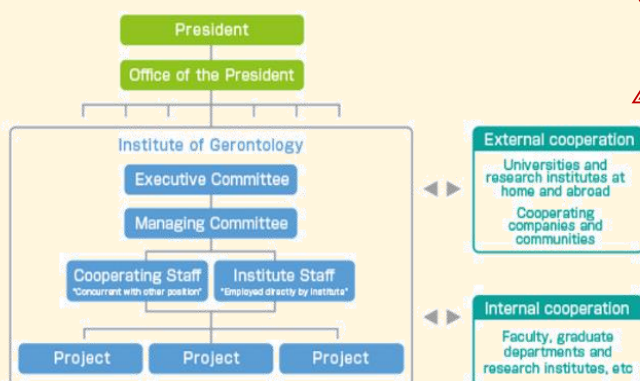 President
Office of the President
Institute of Gerontology
Executive Committee
Managing Committee
Cooperating Staff
"Concurrent with other position"
Institute Staff
"Employed directly by Institute"
Project
Project
Project
External cooperation
Universities and
research institutes at
home and abroad
Cooperating
companies and
communities
Internal cooperation
Faculty, graduate
departments and
research institutes, etc